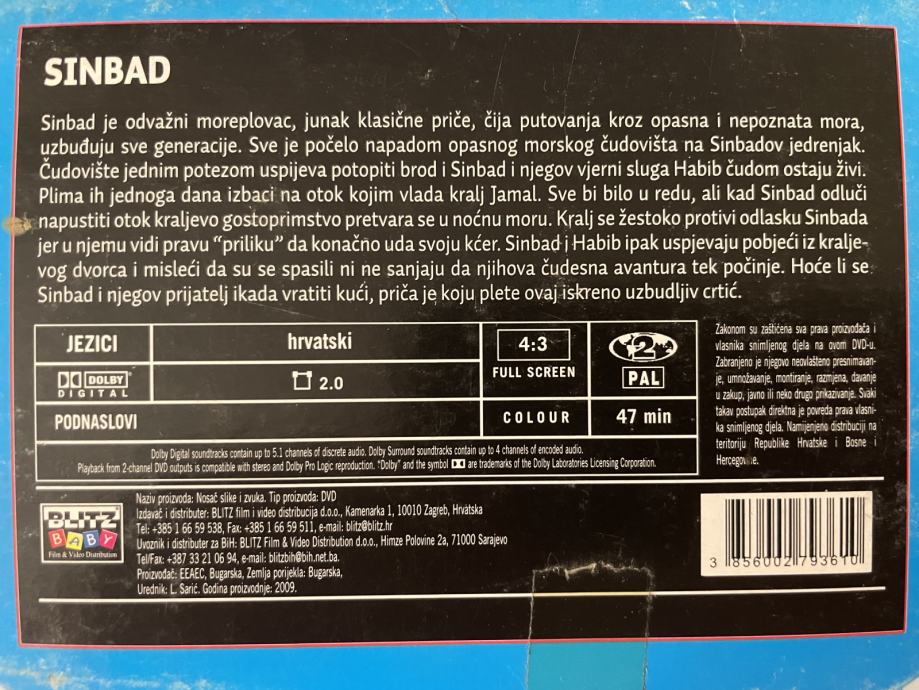 SINBAD
Sinbad je odvažni moreplovac, junak klasične priče, čija putovanja kroz opasna i nepoznata mora,
uzbuđuju sve generacije. Sve je počelo napadom opasnog morskog čudovišta na Sinbadov jedrenjak.
Čudovište jednim potezom uspijeva potopiti brod i Sinbad i njegov vjerni sluga Habib čudom ostaju živi.
Plima ih jednoga dana izbaci na otok kojim vlada kralj Jamal. Sve bi bilo u redu, ali kad Sinbad odluči
napustiti otok kraljevo gostoprimstvo pretvara se u noćnu moru. Kralj se žestoko protivi odlasku Sinbada
jer u njemu vidi pravu “priliku” da konačno uda svoju kćer. Sinbad i Habib ipak uspjevaju pobjeći iz kralje-
vog dvorca i misleći da su se spasili ni ne sanjaju da njihova čudesna avantura tek počinje. Hoće li se
Sinbad i njegov prijatelj ikada vratiti kući, priča je koju plete ovaj iskreno uzbudljiv crtić.
JEZICI
hrvatski
DOLBY
DIGITAL
2.0
PODNASLOVI
4:3
FULL SCREEN
COLOUR
2
PAL
47 min
Dolby Digital soundtracks contain up to 5.1 channels of discrete audio. Dolby Surround soundtracks contain up to 4 channels of encoded audio.
Playback from 2-channel DVD outputs is compatible with stereo and Dolby Pro Logic reproduction. "Dolby" and the symbol are trademarks of the Dolby Laboratories Licensing Corporation.
Zakonom su zaštićena sva prava proizvođača i
vlasnika snimljenog djela na ovom DVD-u.
Zabranjeno je njegovo neovlašteno presnimavan-
je, umnožavanje, montiranje, razmjena, davanje
u zakup, javno ili neko drugo prikazivanje. Svaki
takav postupak direktna je povreda prava vlasni-
ka snimljenog djela. Namijenjeno distribuciji na
teritoriju Republike Hrvatske i Bosne i
BLITZ
BABY
Film & Video Distribution
Naziv proizvoda: Nosač slike i zvuka. Tip proizvoda: DVD
Izdavač i distributer: BLITZ film i video distribucija d.o.o., Kamenarka 1, 10010 Zagreb, Hrvatska
Tel: +385 1 66 59 538, Fax: +385 1 66 59 511, e-mail: blitz@blitz.hr
Uvoznik i distributer za BiH: BLITZ Film & Video Distribution d.o.o., Himze Polovine 2a, 71000 Sarajevo
Tel/Fax: +387 33 21 06 94, e-mail: blitzbih@bih.net.ba.
Proizvođač: EEAEC, Bugarska, Zemlja porijekla: Bugarska,
Urednik: L. Sarić. Godina proizvodnje: 2009.
3 856002 793610